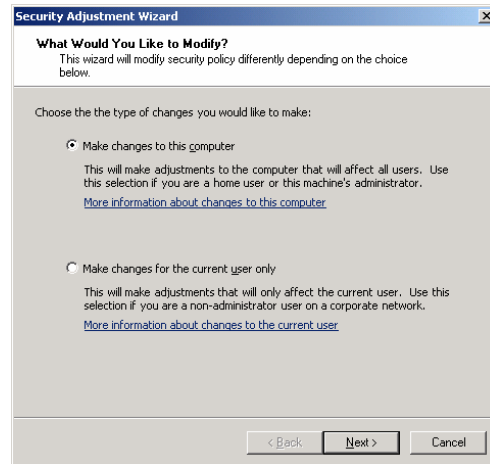 Security Adjustment Wizard
What Would You Like to Modify?
This wizard will modify security policy differently depending on the choice
below.
Choose the the type of changes you would like to make:
Make changes to this computer
This will make adjustments to the computer that will affect all users. Use
this selection if you are a home user or this machine's administrator.
More information about changes to this computer
Make changes for the current user only
This will make adjustments that will only affect the current user. Use this
selection if you are a non-administrator user on a corporate network.
More information about changes to the current user
< Back Next > Cancel